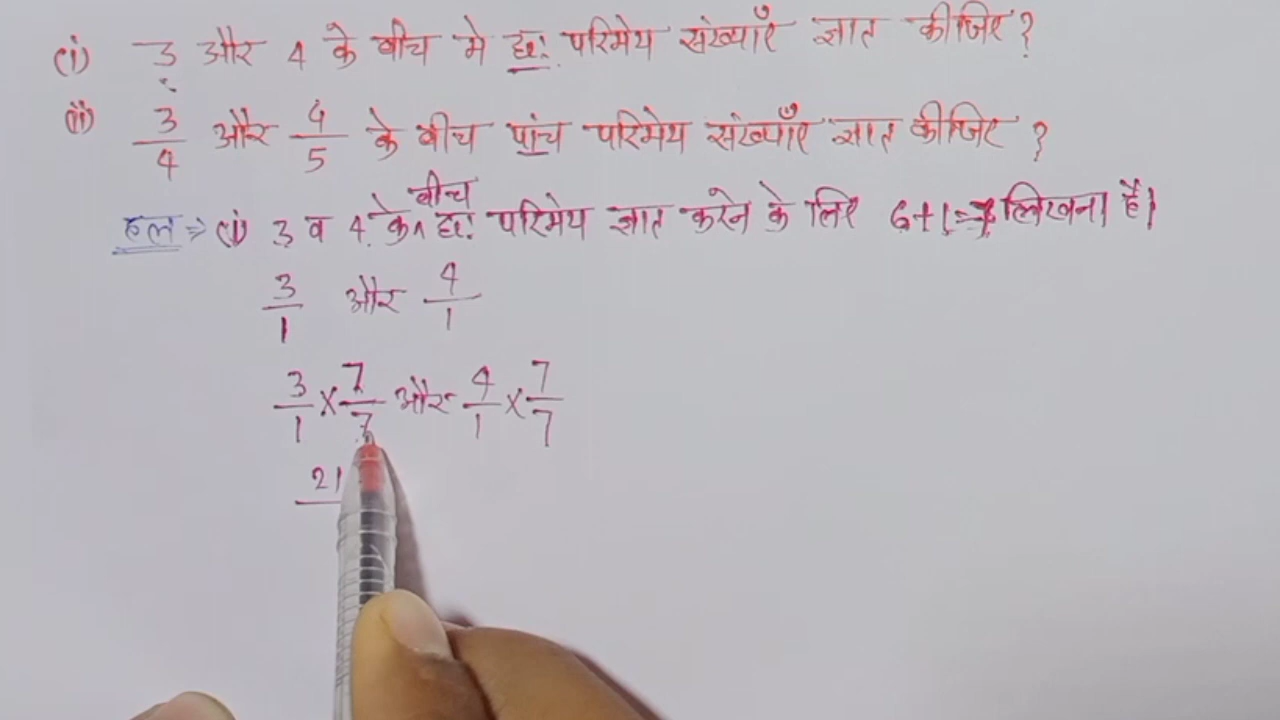 (i) 3 और 4 के बीच मे छः परिमेय संख्याएँ ज्ञात कीजिए ?
(ii) 3/4 और 4/5 के बीच पांच परिमेय संख्याएँ ज्ञात कीजिए ?
हल ⇒ (i) 3 व 4 के बीच छः परिमेय ज्ञात करने के लिए 6+1=7 लिखना है।
3/1 और 4/1
3/1 × 7/7 और 4/1 × 7/7
21